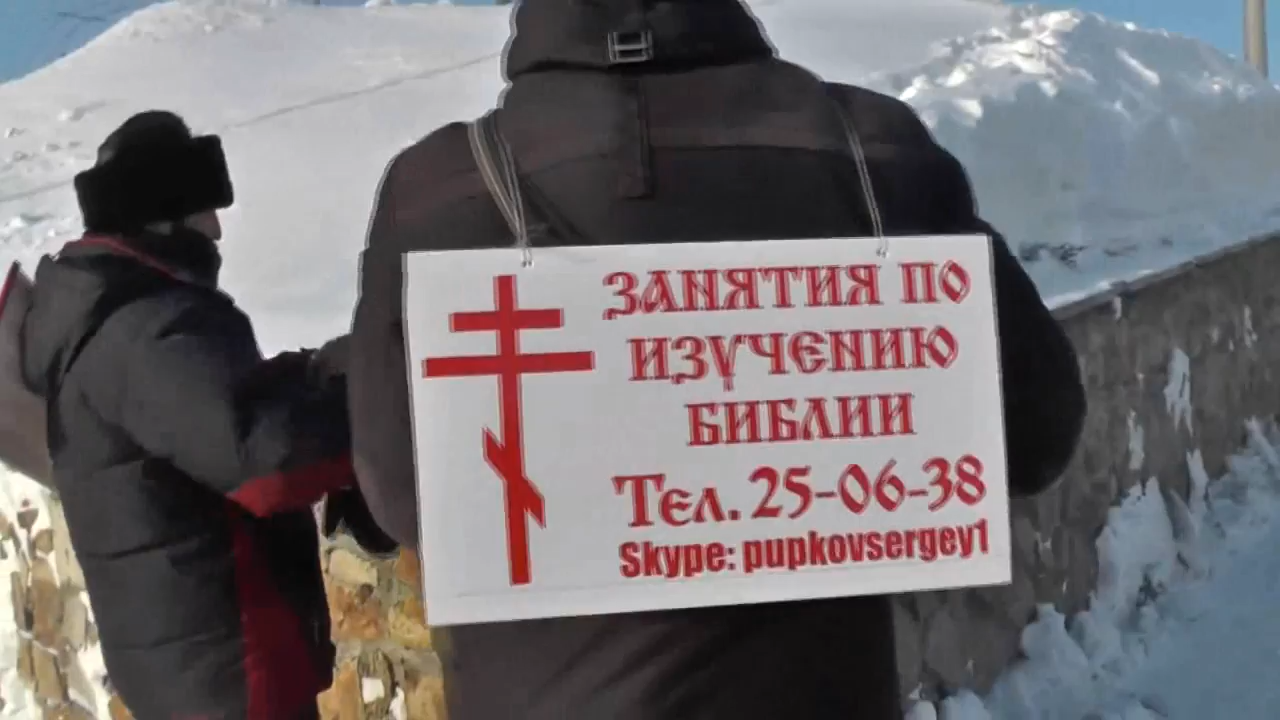 ЗАНЯТИЯ ПО
ИЗУЧЕНИЮ
БИБЛИИ
Тел. 25-06-38
Skype: pupkovsergey1